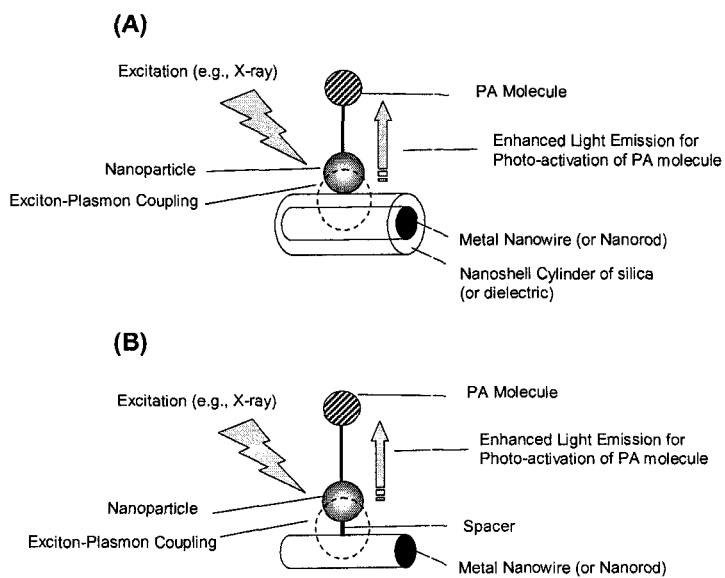 (A)
Excitation (e.g., X-ray)
PA Molecule
Enhanced Light Emission for
Photo-activation of PA molecule
Nanoparticle
Exciton-Plasmon Coupling
Metal Nanowire (or Nanorod)
Nanoshell Cylinder of silica
(or dielectric)
(B)
PA Molecule
Excitation (e.g., X-ray)
Enhanced Light Emission for
Photo-activation of PA molecule
Nanoparticle
Spacer
Exciton-Plasmon Coupling
Metal Nanowire (or Nanorod)